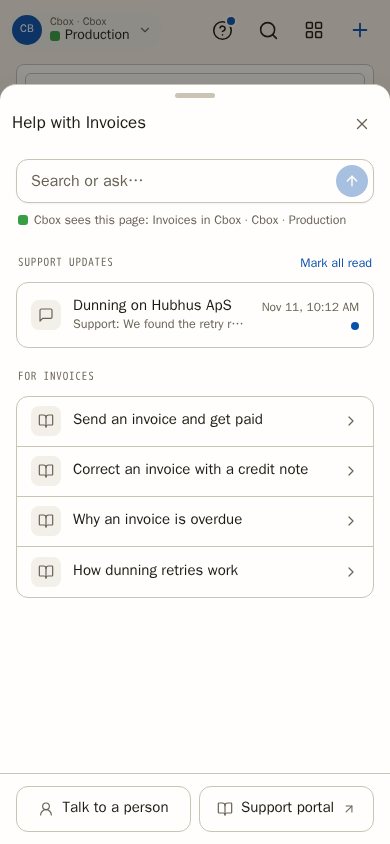 CB
Cbox · Cbox
Production
Help with Invoices
Search or ask···
Cbox sees this page: Invoices in Cbox · Cbox · Production
SUPPORT UPDATES
Mark all read
Dunning on Hubhus ApS
Nov 11, 10:12 AM
Support: We found the retry r···
FOR INVOICES
Send an invoice and get paid
Correct an invoice with a credit note
Why an invoice is overdue
How dunning retries work
Talk to a person
Support portal